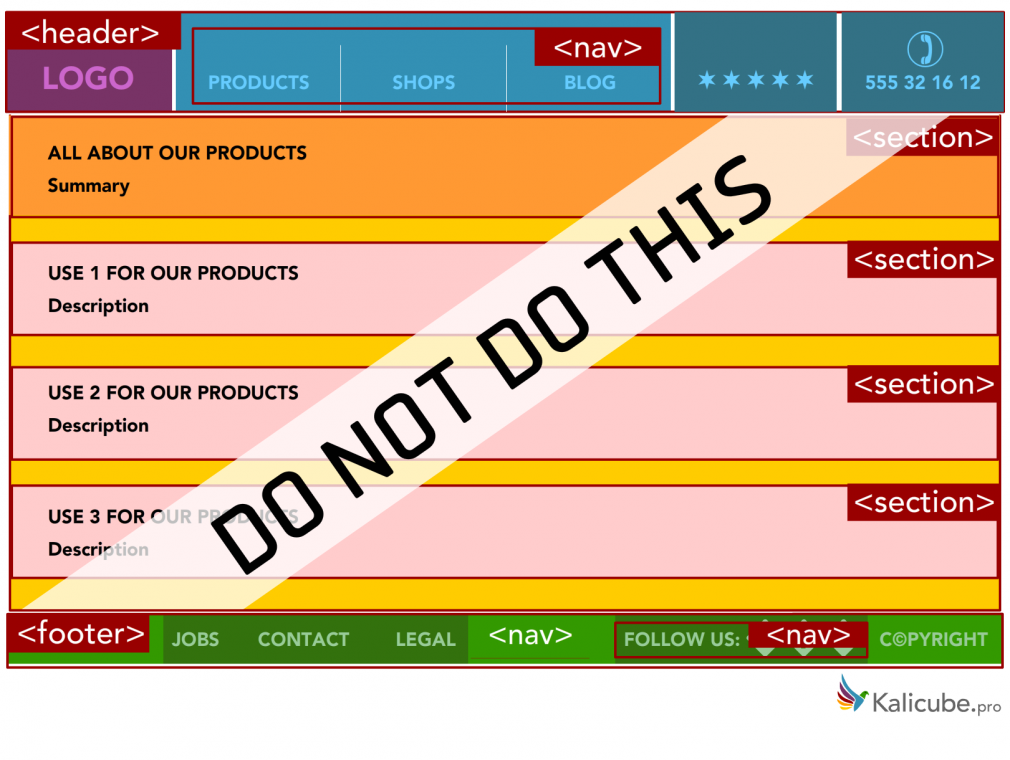 <header>
<nav>
LOGO
PRODUCTS
SHOPS
BLOG
555 32 16 12
<section>
ALL ABOUT OUR PRODUCTS
Summary
<section>
USE 1 FOR OUR PRODUCTS
Description
<section>
USE 2 FOR OUR PRODUCTS
Description
<section>
USE 3 FOR OUR PRODUCTS
Description
DO NOT DO THIS
<footer>
JOBS
CONTACT
LEGAL
<nav>
FOLLOW US:
<nav>
C©PYRIGHT
Kalicube.pro